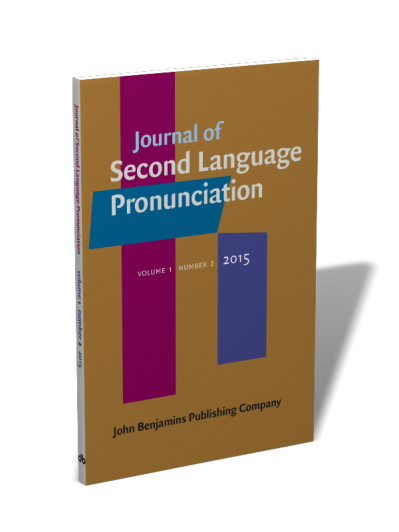 Journal of
Second Language
Pronunciation
VOLUME 1 NUMBER 2 2015
John Benjamins Publishing Company
Journal of Second Language Pronunciation
volume 1 number 2 2015